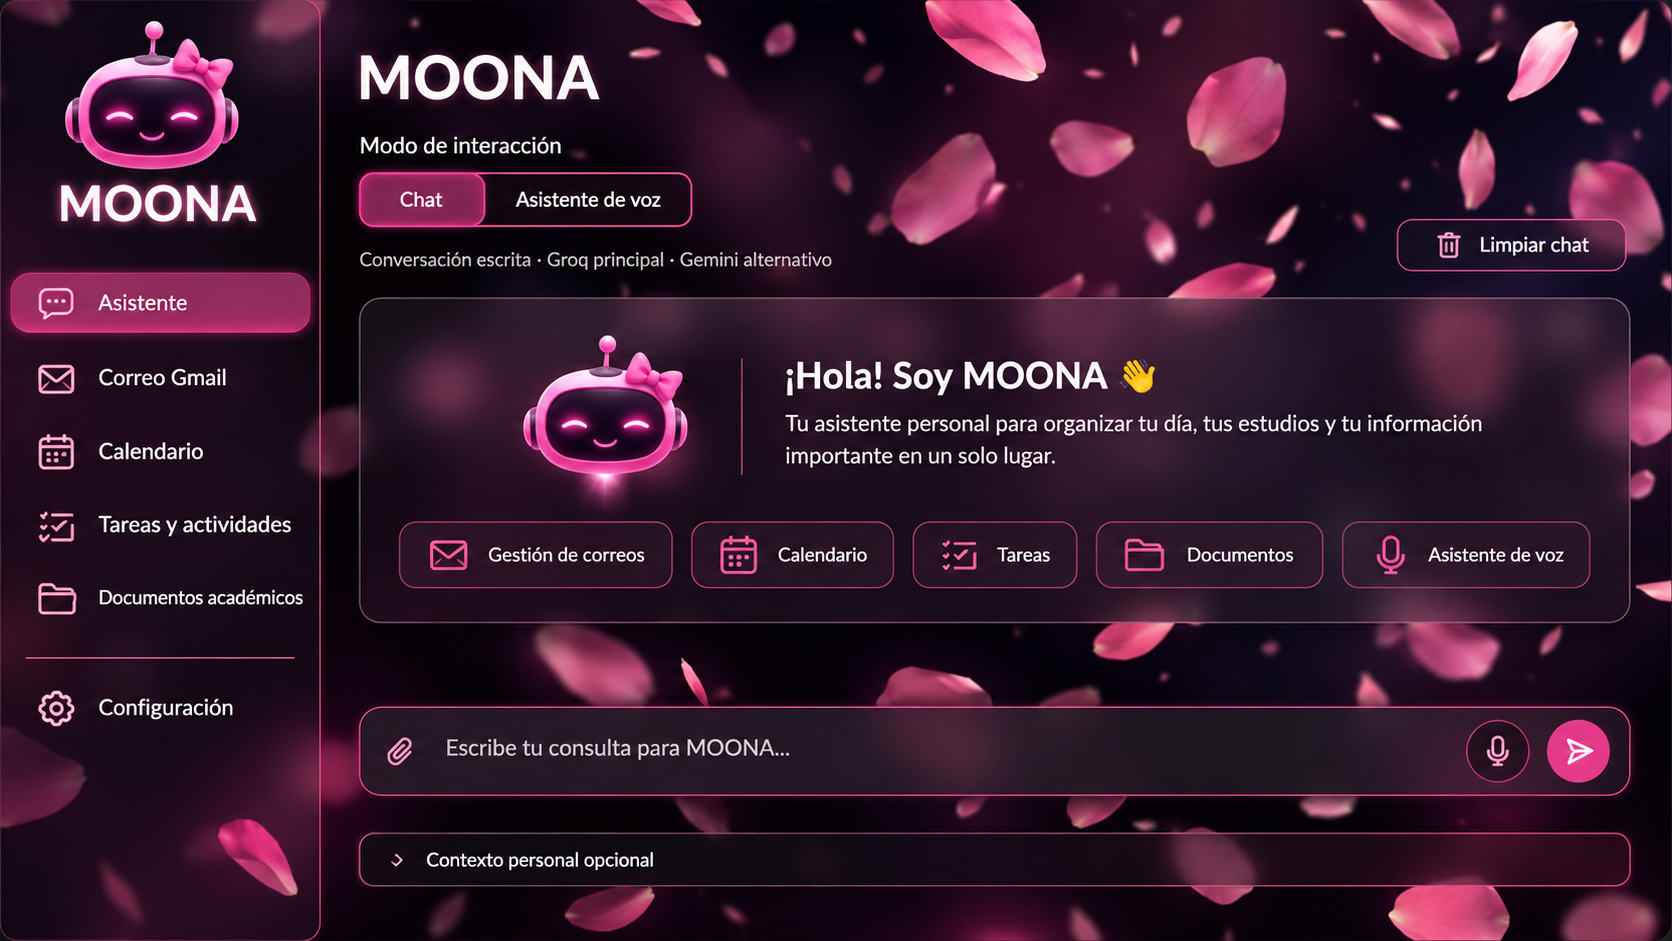 MOONA
Asistente
Correo Gmail
Calendario
Tareas y actividades
Documentos académicos
Configuración
MOONA
Modo de interacción
Chat
Asistente de voz
Conversación escrita · Groq principal · Gemini alternativo
Limpiar chat
¡Hola! Soy MOONA 👋
Tu asistente personal para organizar tu día, tus estudios y tu información
importante en un solo lugar.
Gestión de correos
Calendario
Tareas
Documentos
Asistente de voz
Escribe tu consulta para MOONA...
Contexto personal opcional